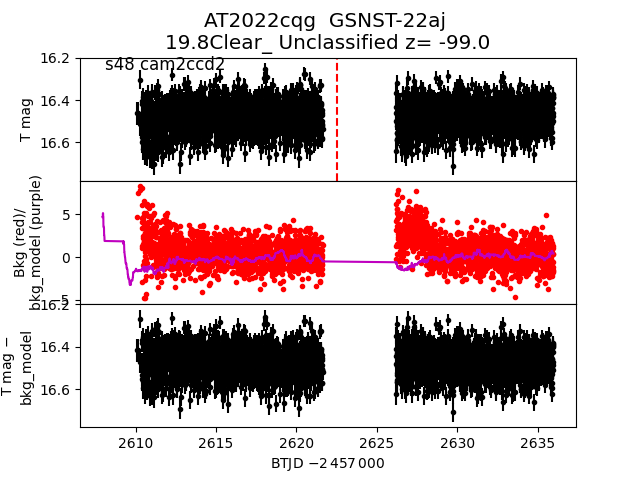 AT2022cqg  GSNST-22aj
19.8Clear_ Unclassified z= -99.0
s48 cam2ccd2
16.2
16.4
16.6
T mag
5
0
−5
Bkg (red)/
bkg_model (purple)
16.2
16.4
16.6
T mag −
bkg_model
2610 2615 2620 2625 2630 2635
BTJD −2 457 000